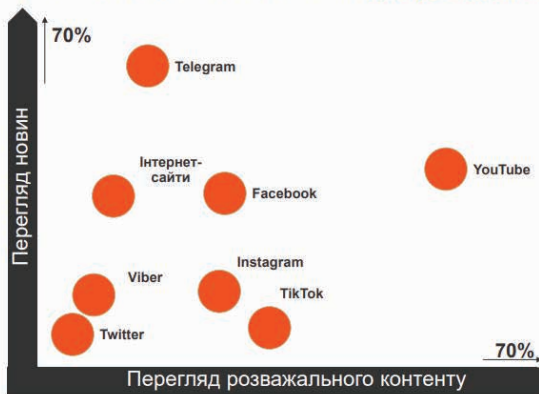 70%
Telegram
Інтернет-
сайти
Facebook
YouTube
Viber
Instagram
TikTok
Twitter
70%
Перегляд новин
Перегляд розважального контенту